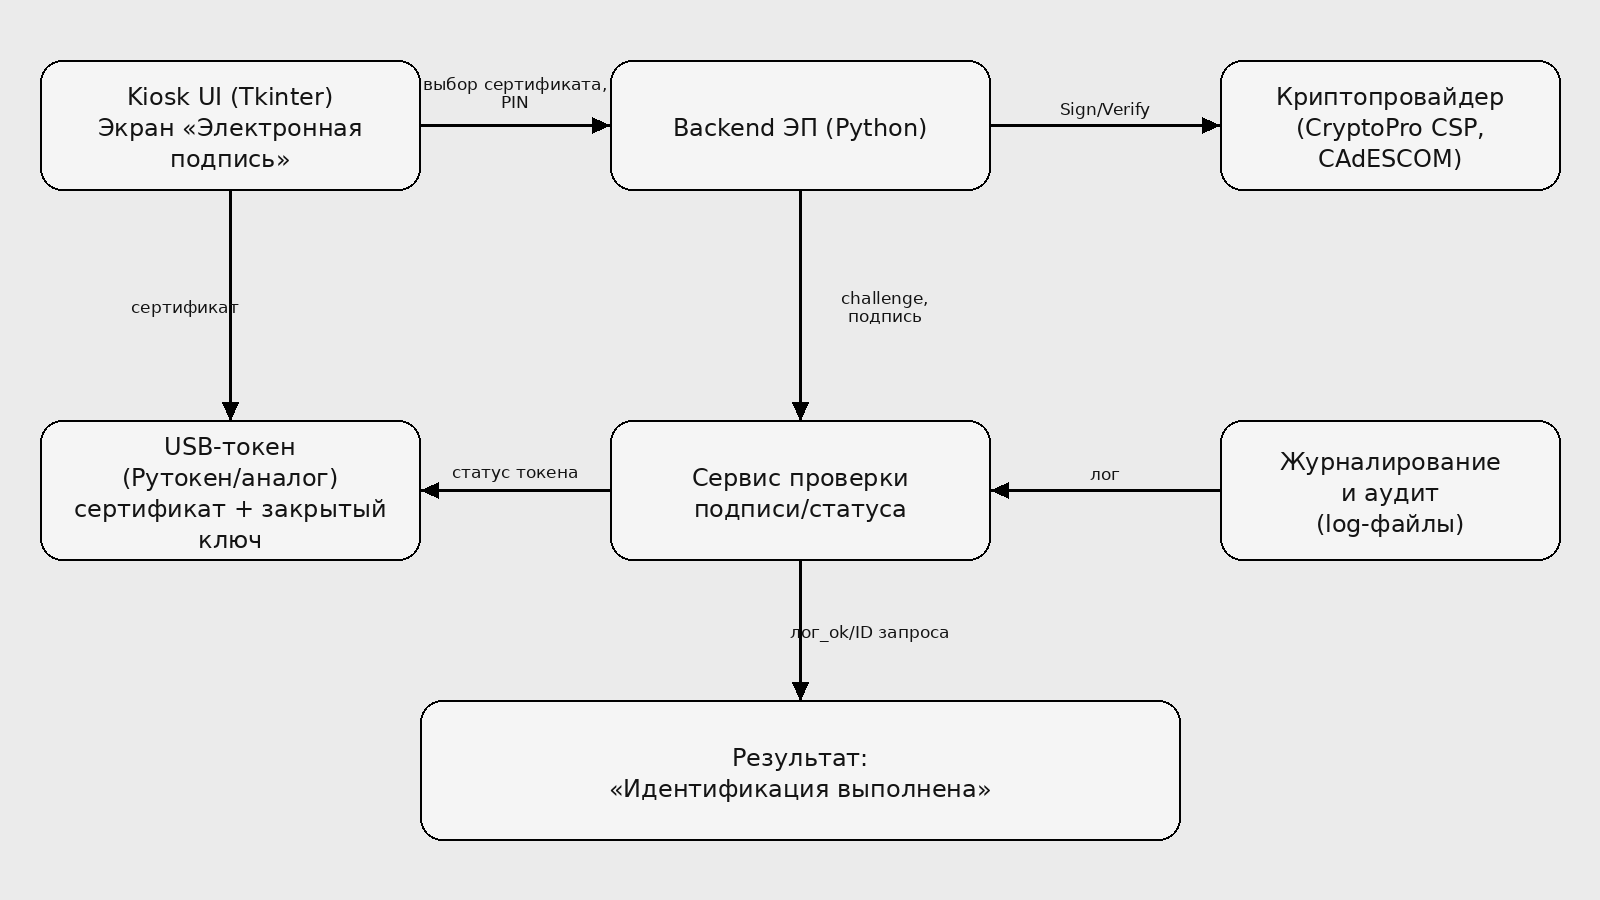 Kiosk UI (Tkinter)
Экран «Электронная
подпись»
выбор сертификата,
PIN
Backend ЭП (Python)
Sign/Verify
Криптопровайдер
(CryptoPro CSP,
CAdESCOM)
сертификат
challenge,
подпись
USB-токен
(Рутокен/аналог)
сертификат + закрытый
ключ
статус токена
Сервис проверки
подписи/статуса
лог
Журналирование
и аудит
(log-файлы)
лог_ok/ID запроса
Результат:
«Идентификация выполнена»